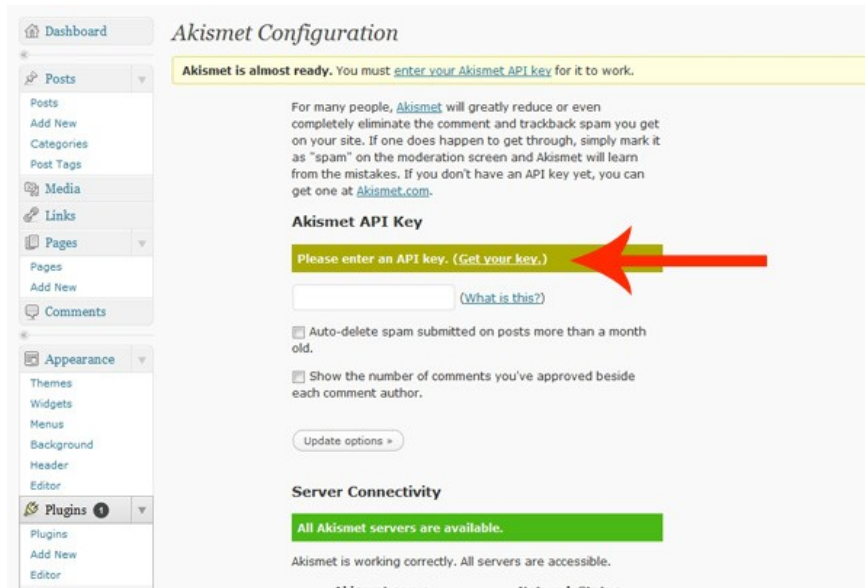 Dashboard
Posts
Posts
Add New
Categories
Post Tags
Media
Links
Pages
Pages
Add New
Comments
Appearance
Themes
Widgets
Menus
Background
Header
Editor
Plugins 1
Plugins
Add New
Editor
Akismet Configuration
Akismet is almost ready. You must enter your Akismet API key for it to work.
For many people, Akismet will greatly reduce or even
completely eliminate the comment and trackback spam you get
on your site. If one does happen to get through, simply mark it
as "spam" on the moderation screen and Akismet will learn
from the mistakes. If you don't have an API key yet, you can
get one at Akismet.com.
Akismet API Key
Please enter an API key. (Get your key.)
(What is this?)
Auto-delete spam submitted on posts more than a month
old.
Show the number of comments you've approved beside
each comment author.
Update options »
Server Connectivity
All Akismet servers are available.
Akismet is working correctly. All servers are accessible.